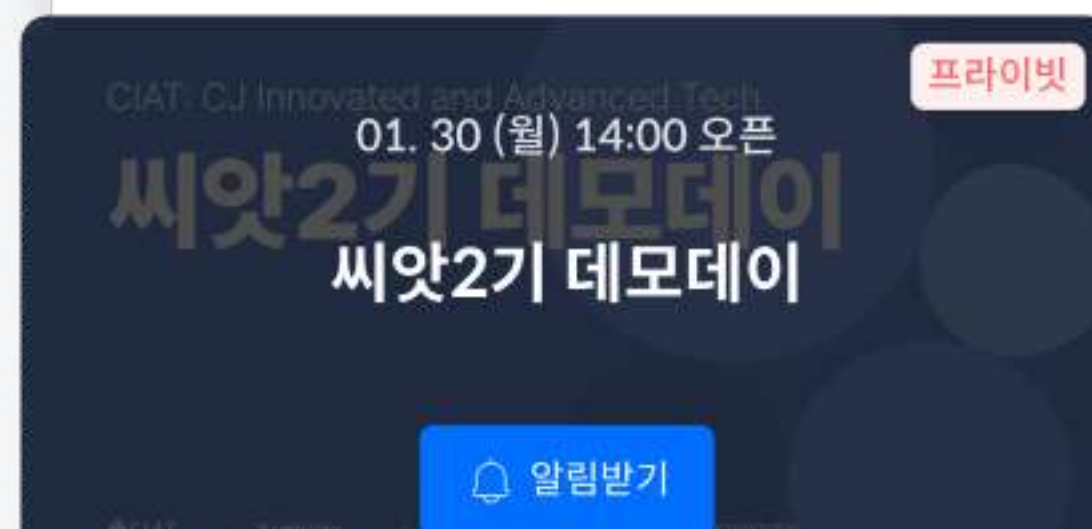 프라이빗
CIAT: CJ Innovated and Advanced Tech
01. 30 (월) 14:00 오픈
씨앗2기 데모데이
씨앗2기 데모데이
알림받기